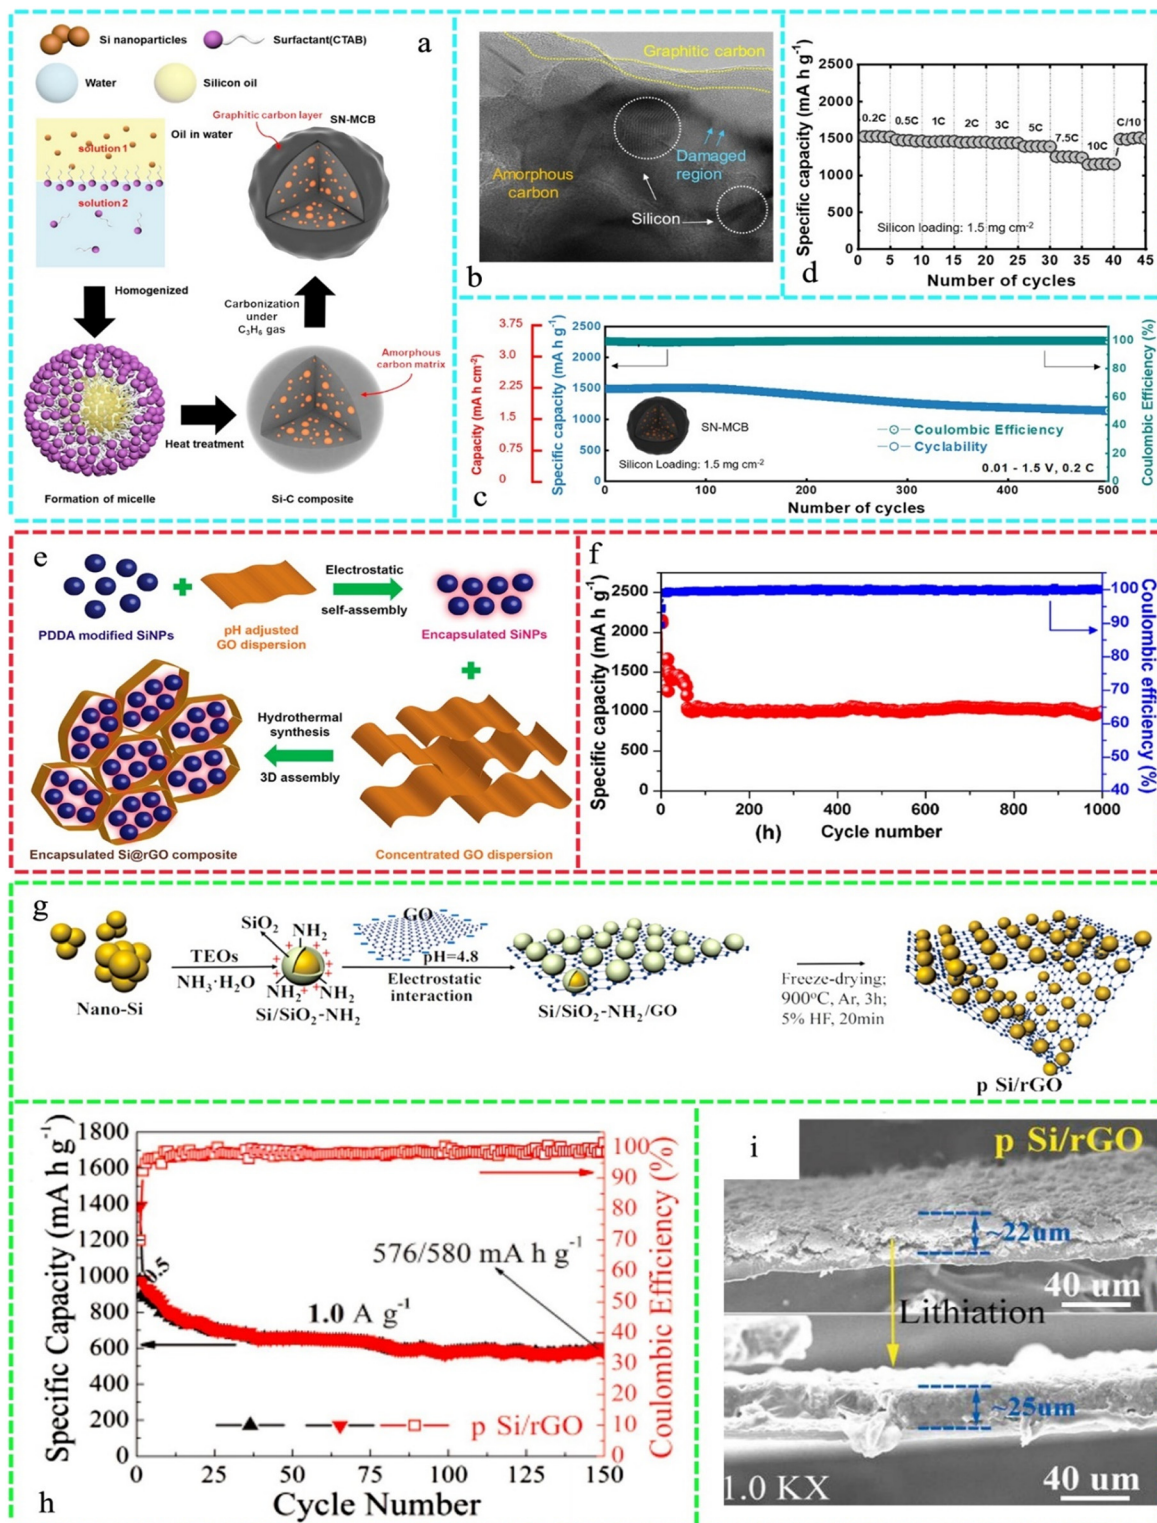 a
Si nanoparticles
Surfactant(CTAB)
Water
Silicon oil
Graphitic carbon layer
SN-MCB
Oil in water
solution 1
solution 2
Homogenized
Carbonization
under
C₃H₆ gas
Amorphous
carbon matrix
Heat treatment
Formation of micelle
Si-C composite
b
Graphitic carbon
Damaged
region
Amorphous
carbon
Silicon
d
Specific capacity (mA h g⁻¹)
2500
2000
1500
1000
500
0
0.2C
0.5C
1C
2C
3C
5C
7.5C
10C
C/10
Silicon loading: 1.5 mg cm⁻²
0 5 10 15 20 25 30 35 40 45
Number of cycles
c
Capacity (mA h cm⁻²)
3.75
3.0
2.25
1.5
0.75
0
Specific capacity (mA h g⁻¹)
2500
2000
1500
1000
500
0
SN-MCB
Silicon Loading: 1.5 mg cm⁻²
Coulombic Efficiency
Cyclability
0.01 - 1.5 V, 0.2 C
100
80
60
40
20
0
Coulombic Efficiency (%)
0 100 200 300 400 500
Number of cycles
e
PDDA modified SiNPs
pH adjusted
GO dispersion
Electrostatic
self-assembly
Encapsulated SiNPs
Hydrothermal
synthesis
3D assembly
Encapsulated Si@rGO composite
Concentrated GO dispersion
f
Specific capacity (mA h g⁻¹)
2500
2000
1500
1000
500
0
100
90
80
70
60
50
40
Coulombic efficiency (%)
0 200 400 600 800 1000
(h) Cycle number
g
Nano-Si
TEOs
NH₃·H₂O
SiO₂
NH₂
NH₂
NH₂
Si/SiO₂-NH₂
GO
pH=4.8
Electrostatic
interaction
Si/SiO₂-NH₂/GO
Freeze-drying;
900°C, Ar, 3h;
5% HF, 20min
p Si/rGO
h
Specific Capacity (mA h g⁻¹)
1800
1600
1400
1200
1000
800
600
400
200
0
0.5
1.0 A g⁻¹
576/580 mA h g⁻¹
p Si/rGO
100
90
80
70
60
50
40
30
20
10
0
Coulombic Efficiency (%)
0 25 50 75 100 125 150
Cycle Number
i
p Si/rGO
~22um
40 um
Lithiation
~25um
1.0 KX
40 um